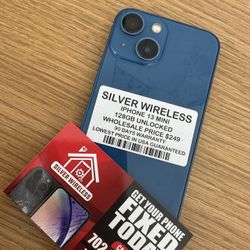 SILVER WIRELESS
IPHONE 13 MINI
128GB UNLOCKED
WHOLESALE PRICE $249
90 DAYS WARRANTY
LOWEST PRICE IN USA GUARANTEED
SILVER WIRELESS
GET YOUR PHONE
FIXED
TODAY
702